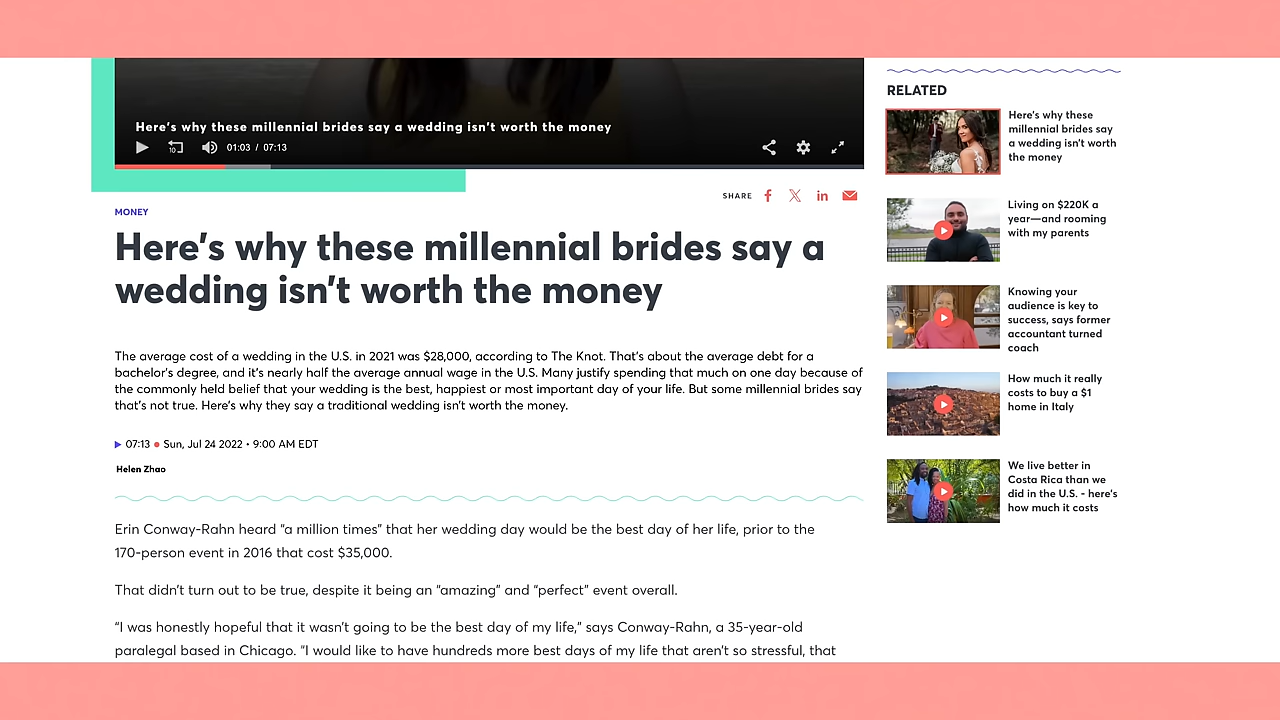 Here's why these millennial brides say a wedding isn't worth the money
10
01:03 / 07:13
SHARE
MONEY
Here's why these millennial brides say a
wedding isn't worth the money
The average cost of a wedding in the U.S. in 2021 was $28,000, according to The Knot. That's about the average debt for a
bachelor's degree, and it's nearly half the average annual wage in the U.S. Many justify spending that much on one day because of
the commonly held belief that your wedding is the best, happiest or most important day of your life. But some millennial brides say
that's not true. Here's why they say a traditional wedding isn't worth the money.
07:13 • Sun, Jul 24 2022 • 9:00 AM EDT
Helen Zhao
Erin Conway-Rahn heard "a million times" that her wedding day would be the best day of her life, prior to the
170-person event in 2016 that cost $35,000.
That didn't turn out to be true, despite it being an "amazing" and "perfect" event overall.
"I was honestly hopeful that it wasn't going to be the best day of my life," says Conway-Rahn, a 35-year-old
paralegal based in Chicago. "I would like to have hundreds more best days of my life that aren't so stressful, that
RELATED
Here's why these
millennial brides say
a wedding isn't worth
the money
Living on $220K a
year—and rooming
with my parents
Knowing your
audience is key to
success, says former
accountant turned
coach
How much it really
costs to buy a $1
home in Italy
We live better in
Costa Rica than we
did in the U.S. - here's
how much it costs